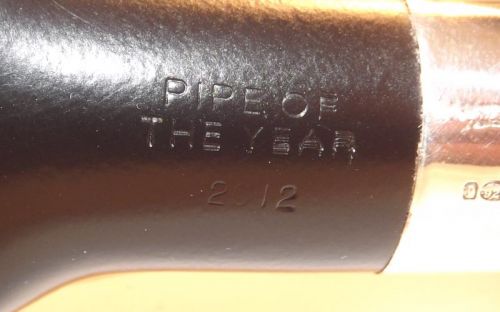 PIPE OF
THE YEAR
2012